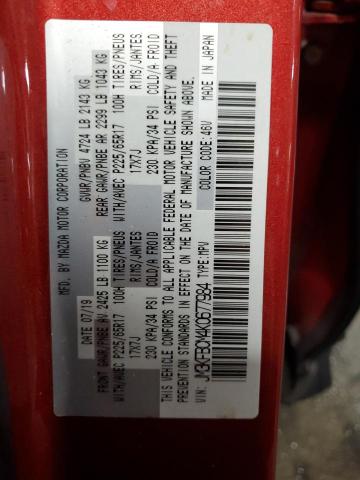 MFD. BY MAZDA MOTOR CORPORATION
DATE 07/19 GVWR/PNBV 4724 LB 2143 KG
FRONT GAWR/PNBE AV 2425 LB 1100 KG REAR GAWR/PNBE AR 2299 LB 1043 KG
WITH/AVEC P225/65R17 100H TIRES/PNEUS WITH/AVEC P225/65R17 100H TIRES/PNEUS
17X7J RIMS/JANTES 17X7J RIMS/JANTES
230 KPA/34 PSI COLD/A FROID 230 KPA/34 PSI COLD/A FROID
THIS VEHICLE CONFORMS TO ALL APPLICABLE FEDERAL MOTOR VEHICLE SAFETY AND THEFT
PREVENTION STANDARDS IN EFFECT ON THE DATE OF MANUFACTURE SHOWN ABOVE.
MADE IN JAPAN
COLOR/COULEUR: 46V
JM3KFBCM4K0677984
VIN: TYPE:MPV